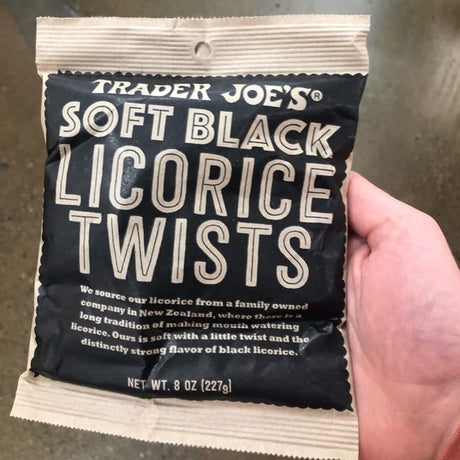 TRADER JOE'S®
SOFT BLACK
LICORICE
TWISTS
We source our licorice from a family owned
company in New Zealand, where there is a
long tradition of making mouth watering
licorice. Ours is soft with a little twist and the
distinctly strong flavor of black licorice.
NET WT. 8 OZ (227g)